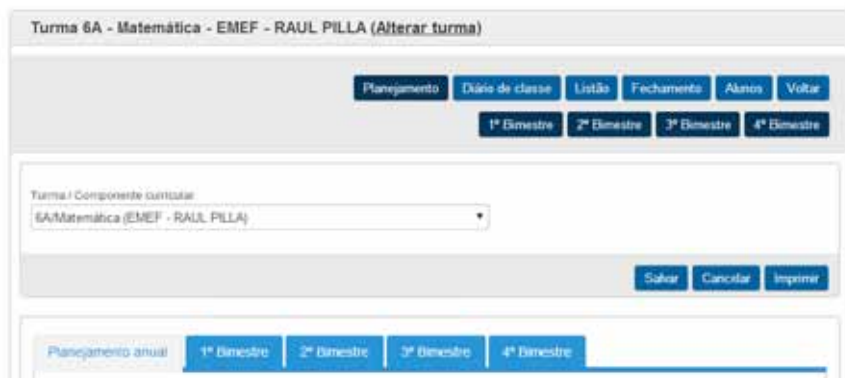 Turma 6A - Matemática - EMEF - RAUL PILLA (Alterar turma)
Planejamento Diário de classe Listão Fechamento Alunos Voltar
1º Bimestre 2º Bimestre 3º Bimestre 4º Bimestre
Turma / Componente curricular
6A/Matemática (EMEF - RAUL PILLA)
Salvar Cancelar Imprimir
Planejamento anual 1º Bimestre 2º Bimestre 3º Bimestre 4º Bimestre